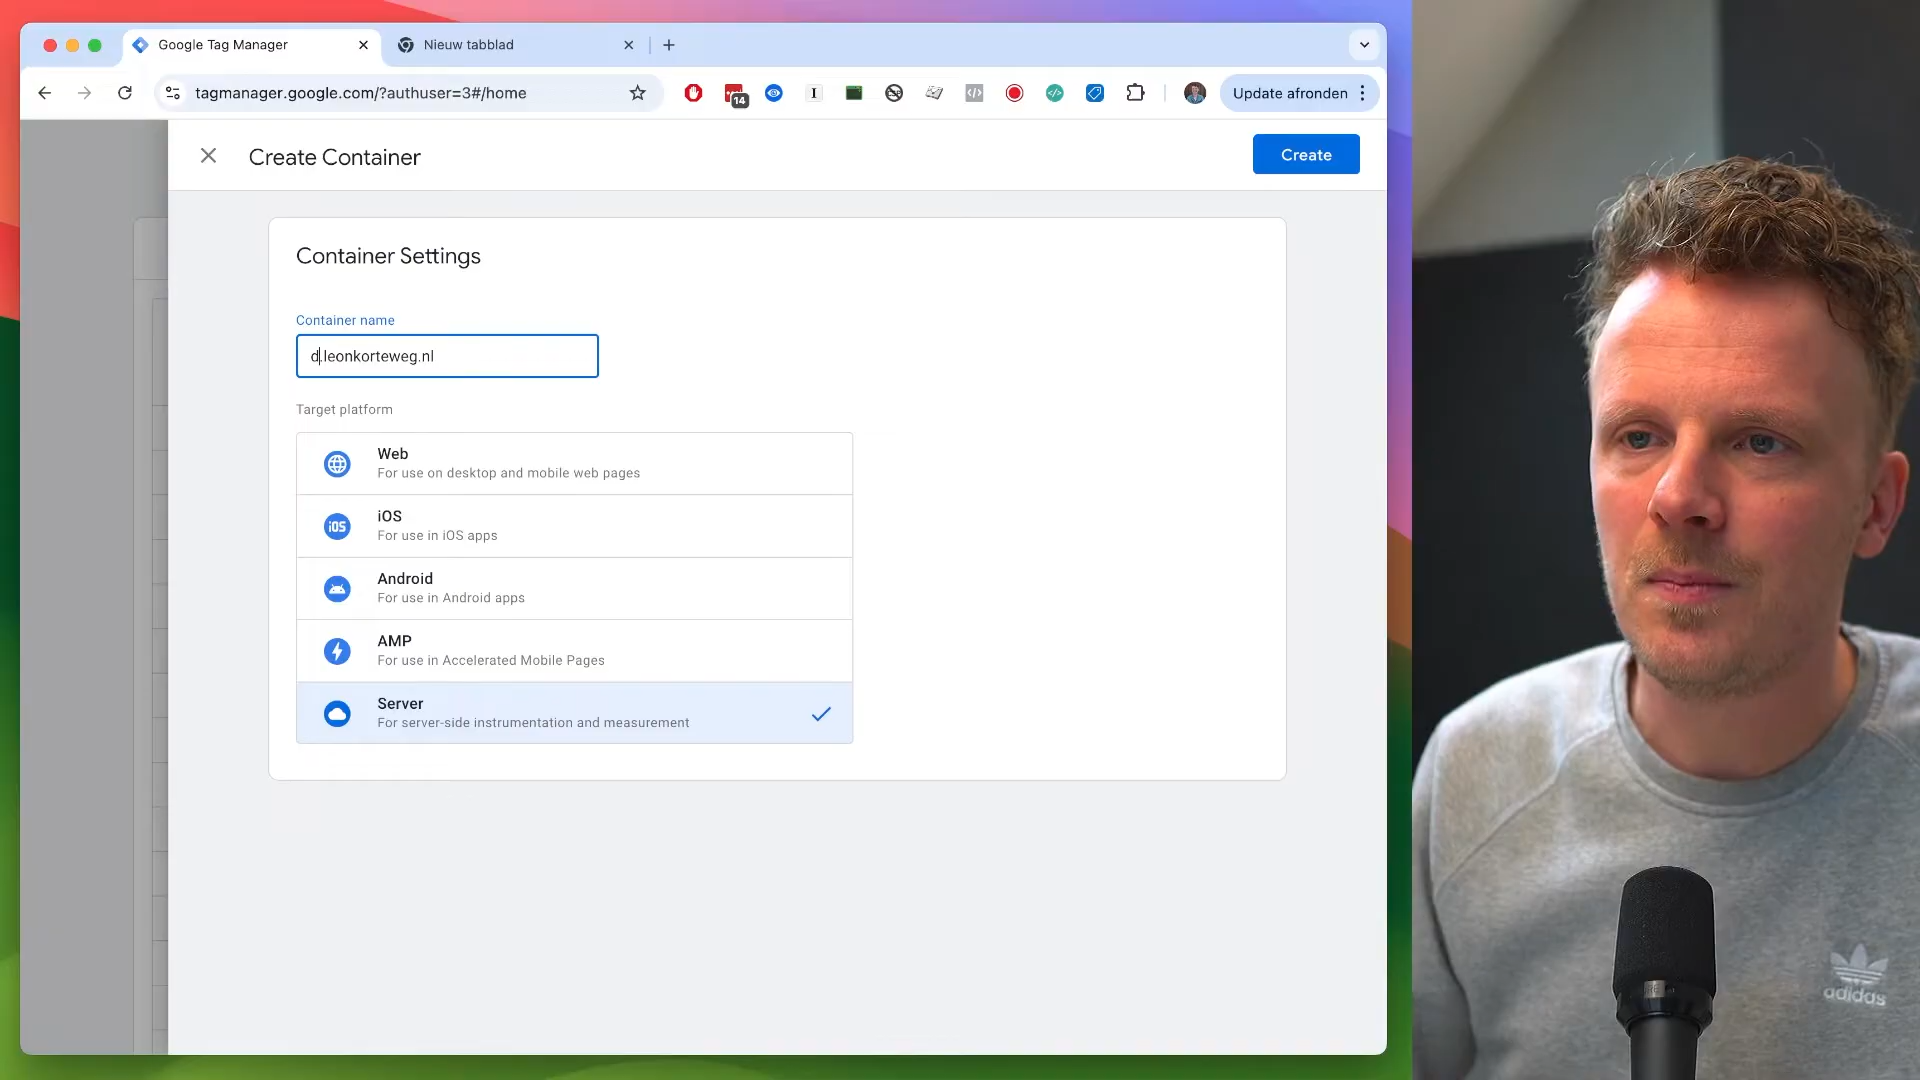 Google Tag Manager
Nieuw tabblad
tagmanager.google.com/?authuser=3#/home
14
I
Update afronden
Create Container
Create
Container Settings
Container name
d.leonkorteweg.nl
Target platform
Web
For use on desktop and mobile web pages
iOS
iOS
For use in iOS apps
Android
For use in Android apps
AMP
For use in Accelerated Mobile Pages
Server
For server-side instrumentation and measurement
adidas